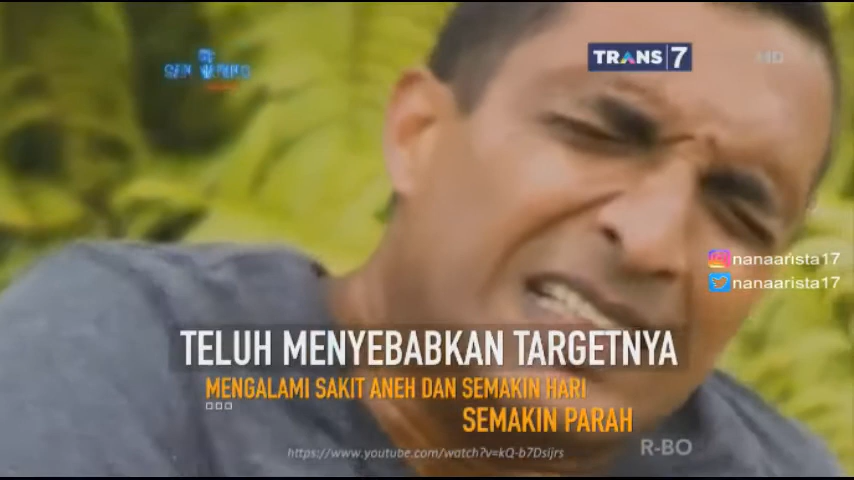 TRANS|7
HD
nanaarista17
nanaarista17
TELUH MENYEBABKAN TARGETNYA
MENGALAMI SAKIT ANEH DAN SEMAKIN HARI
SEMAKIN PARAH
R-BO
https://www.youtube.com/watch?v=kQ-b7Dsijrs